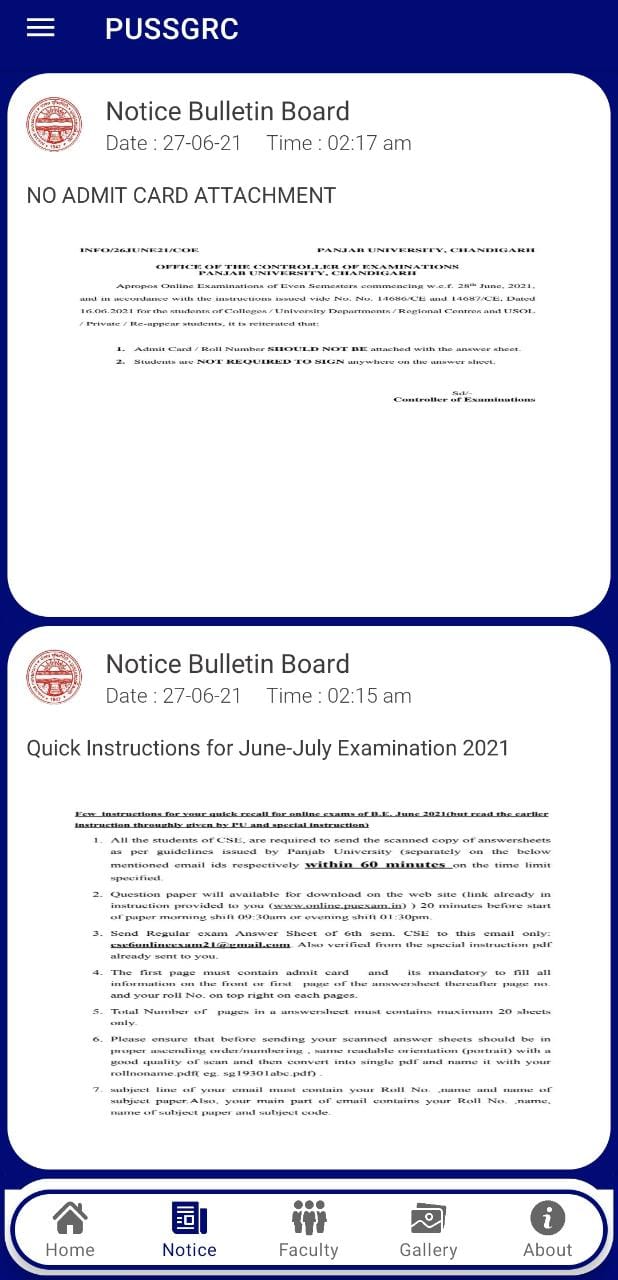 PUSSGRC
Notice Bulletin Board
Date : 27-06-21 Time : 02:17 am
NO ADMIT CARD ATTACHMENT
INFO/26JUNE21/COE PANJAB UNIVERSITY, CHANDIGARH
OFFICE OF THE CONTROLLER OF EXAMINATIONS
PANJAB UNIVERSITY, CHANDIGARH
Apropos Online Examinations of Even Semesters commencing w.e.f. 28th June, 2021,
and in accordance with the instructions issued vide No. No. 14686/CE and 14687/CE, Dated
16.06.2021 for the students of Colleges / University Departments / Regional Centres and USOL
/ Private / Re-appear students, it is reiterated that:
1. Admit Card / Roll Number SHOULD NOT BE attached with the answer sheet.
2. Students are NOT REQUIRED TO SIGN anywhere on the answer sheet.
Sd/-
Controller of Examinations
Notice Bulletin Board
Date : 27-06-21 Time : 02:15 am
Quick Instructions for June-July Examination 2021
Few instructions for your quick recall for online exams of B.E. June 2021(but read the earlier
instruction throughly given by PU and special instruction)
1. All the students of CSE, are required to send the scanned copy of answersheets
as per guidelines issued by Panjab University (separately on the below
mentioned email ids respectively within 60 minutes on the time limit
specified.
2. Question paper will available for download on the web site (link already in
instruction provided to you (www.online.puexam.in) ) 20 minutes before start
of paper morning shift 09:30am or evening shift 01:30pm.
3. Send Regular exam Answer Sheet of 6th sem. CSE to this email only:
cse6onlineexam21@gmail.com. Also verified from the special instruction pdf
already sent to you.
4. The first page must contain admit card and its mandatory to fill all
information on the front or first page of the answersheet thereafter page no.
and your roll No. on top right on each pages.
5. Total Number of pages in a answersheet must contains maximum 20 sheets
only.
6. Please ensure that before sending your scanned answer sheets should be in
proper ascending order/numbering , same readable orientation (portrait) with a
good quality of scan and then convert into single pdf and name it with your
rollnoname.pdf( eg. sg19301abc.pdf) .
7. subject line of your email must contain your Roll No. ,name and name of
subject paper.Also, your main part of email contains your Roll No. ,name,
name of subject paper and subject code.
Home Notice Faculty Gallery About